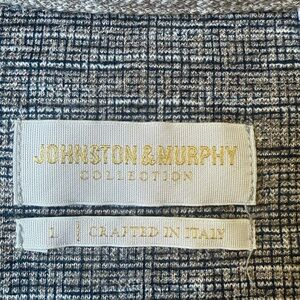 JOHNSTON & MURPHY
COLLECTION
L | CRAFTED IN ITALY